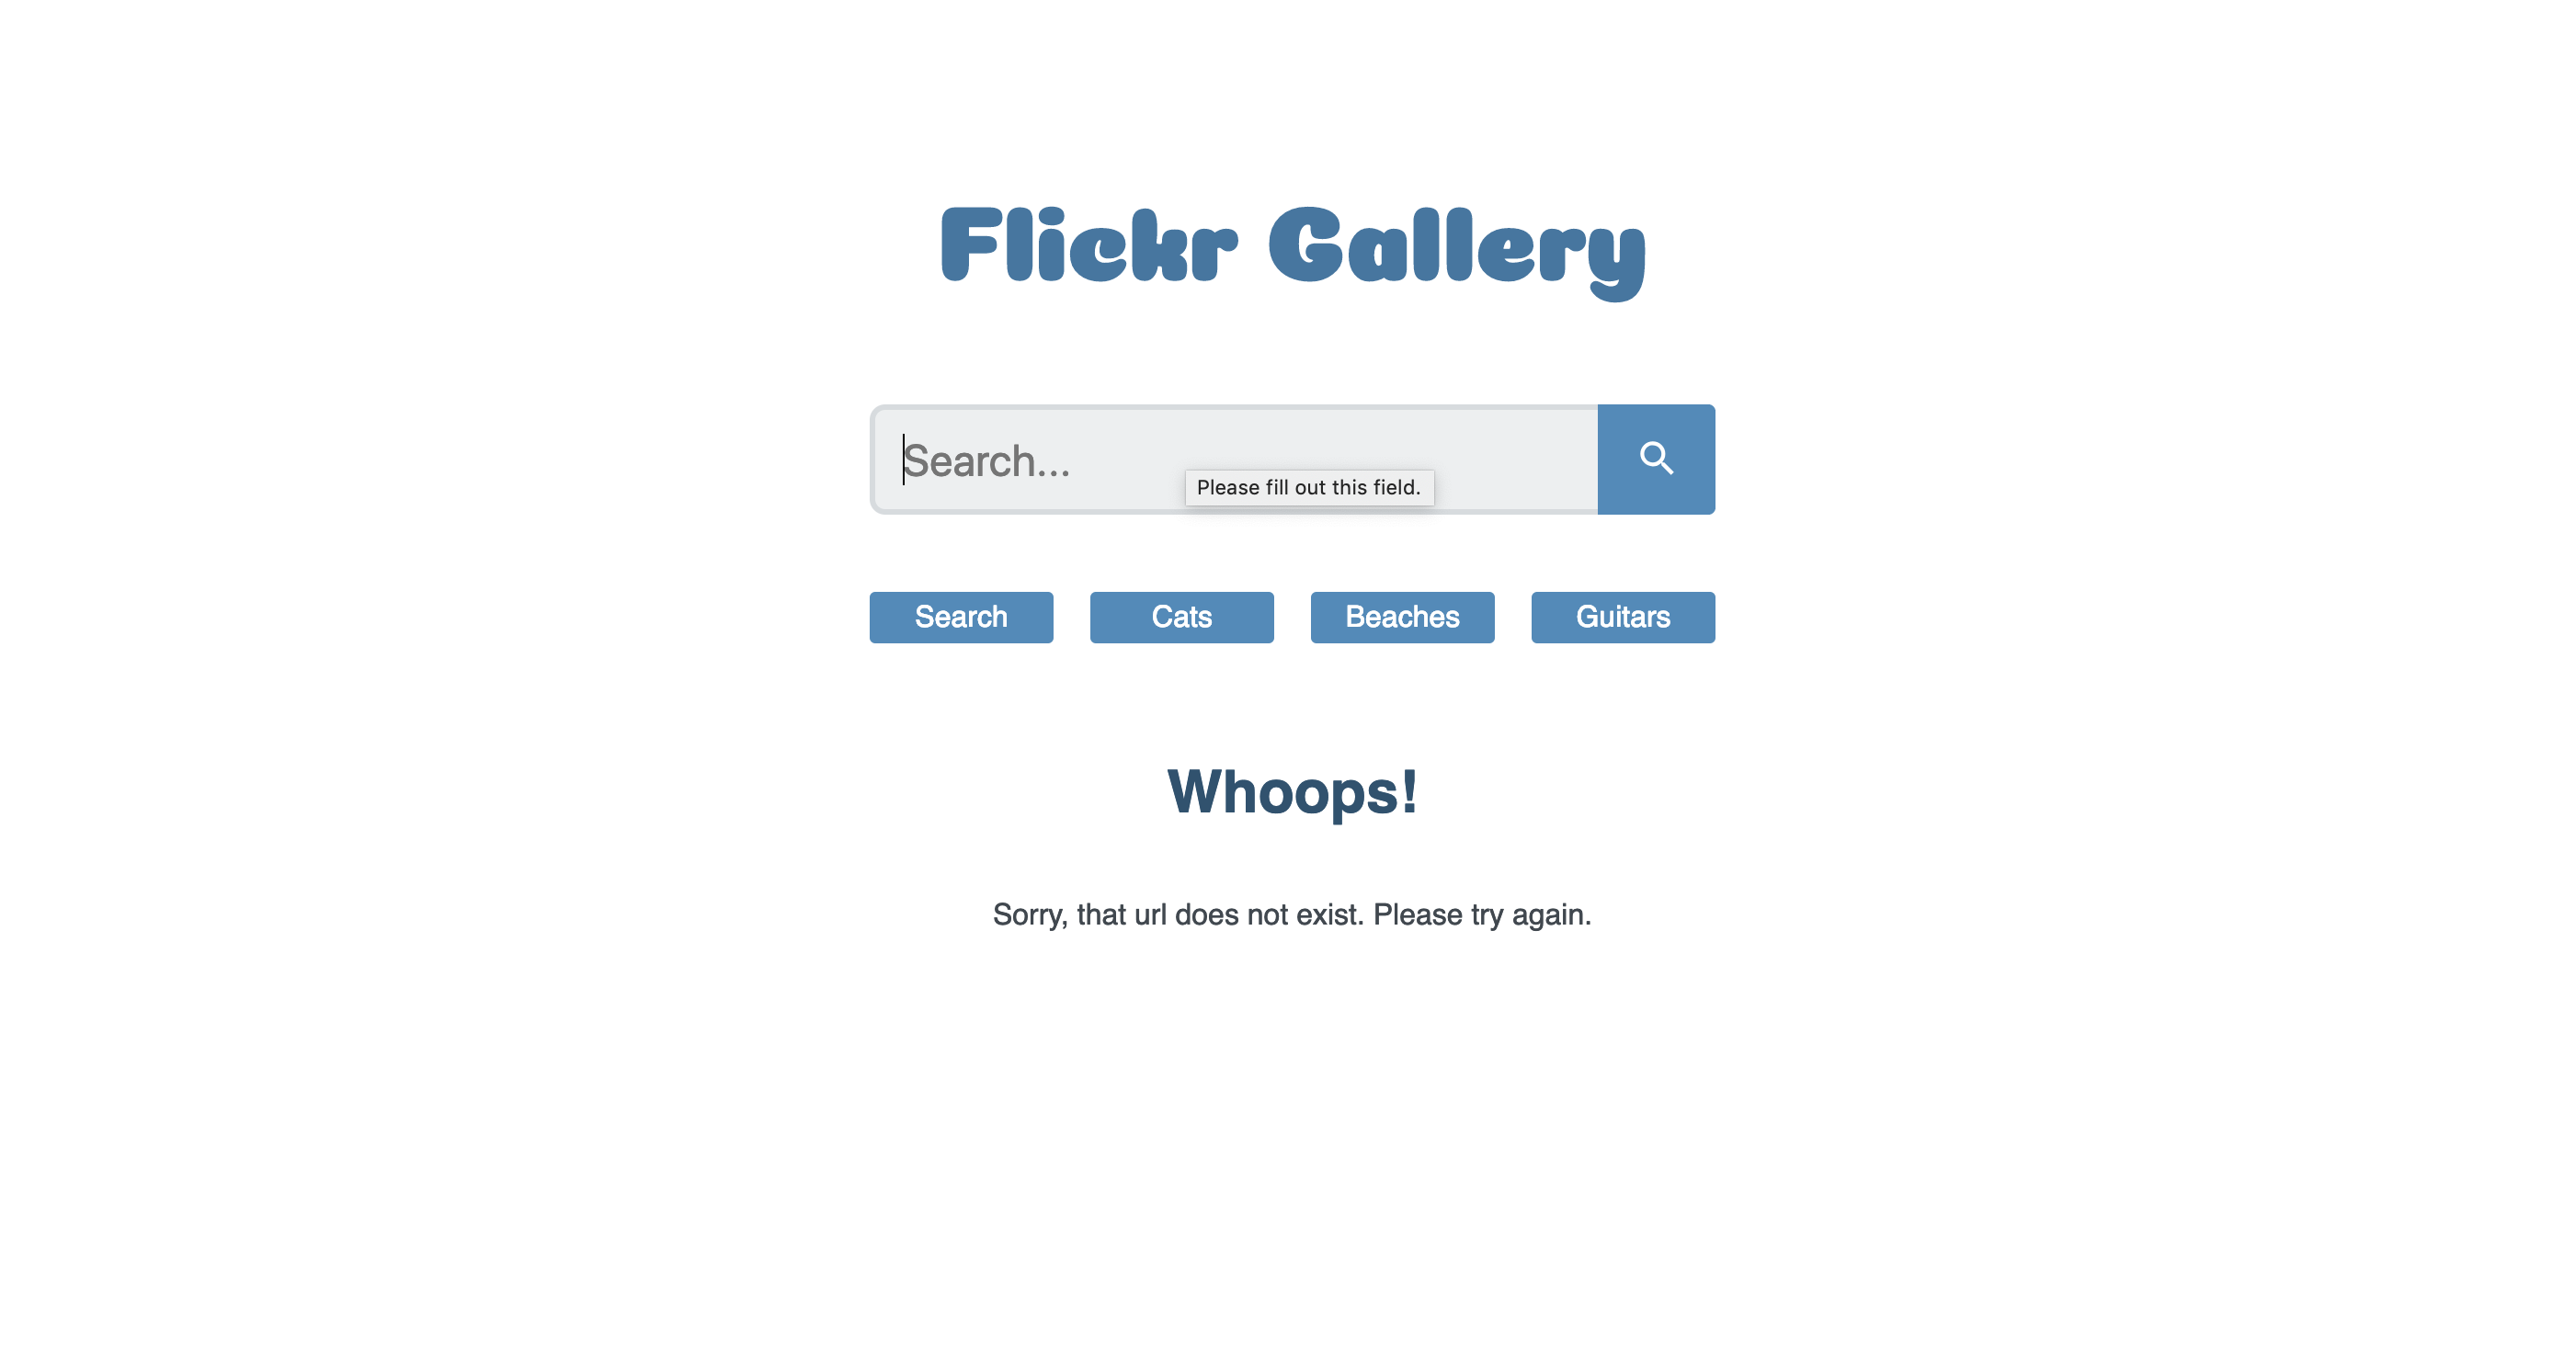 Flickr Gallery
Search...
Please fill out this field.
Search Cats Beaches Guitars
Whoops!
Sorry, that url does not exist. Please try again.